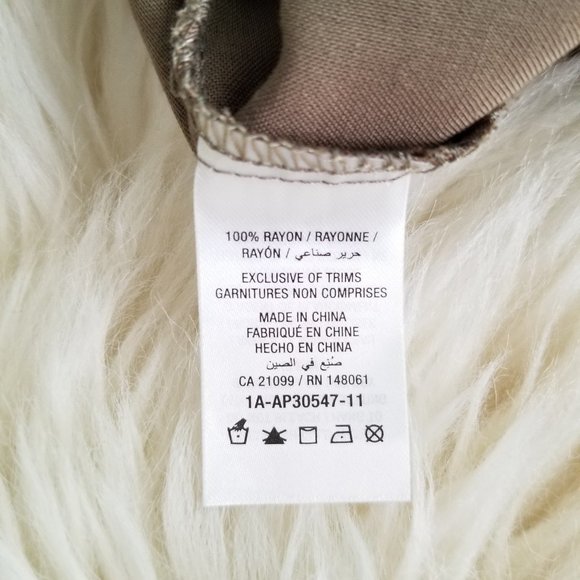 100% RAYON / RAYONNE /
RAYÓN / حرير صناعي
EXCLUSIVE OF TRIMS
GARNITURES NON COMPRISES
MADE IN CHINA
FABRIQUÉ EN CHINE
HECHO EN CHINA
صُنع في الصين
CA 21099 / RN 148061
1A-AP30547-11